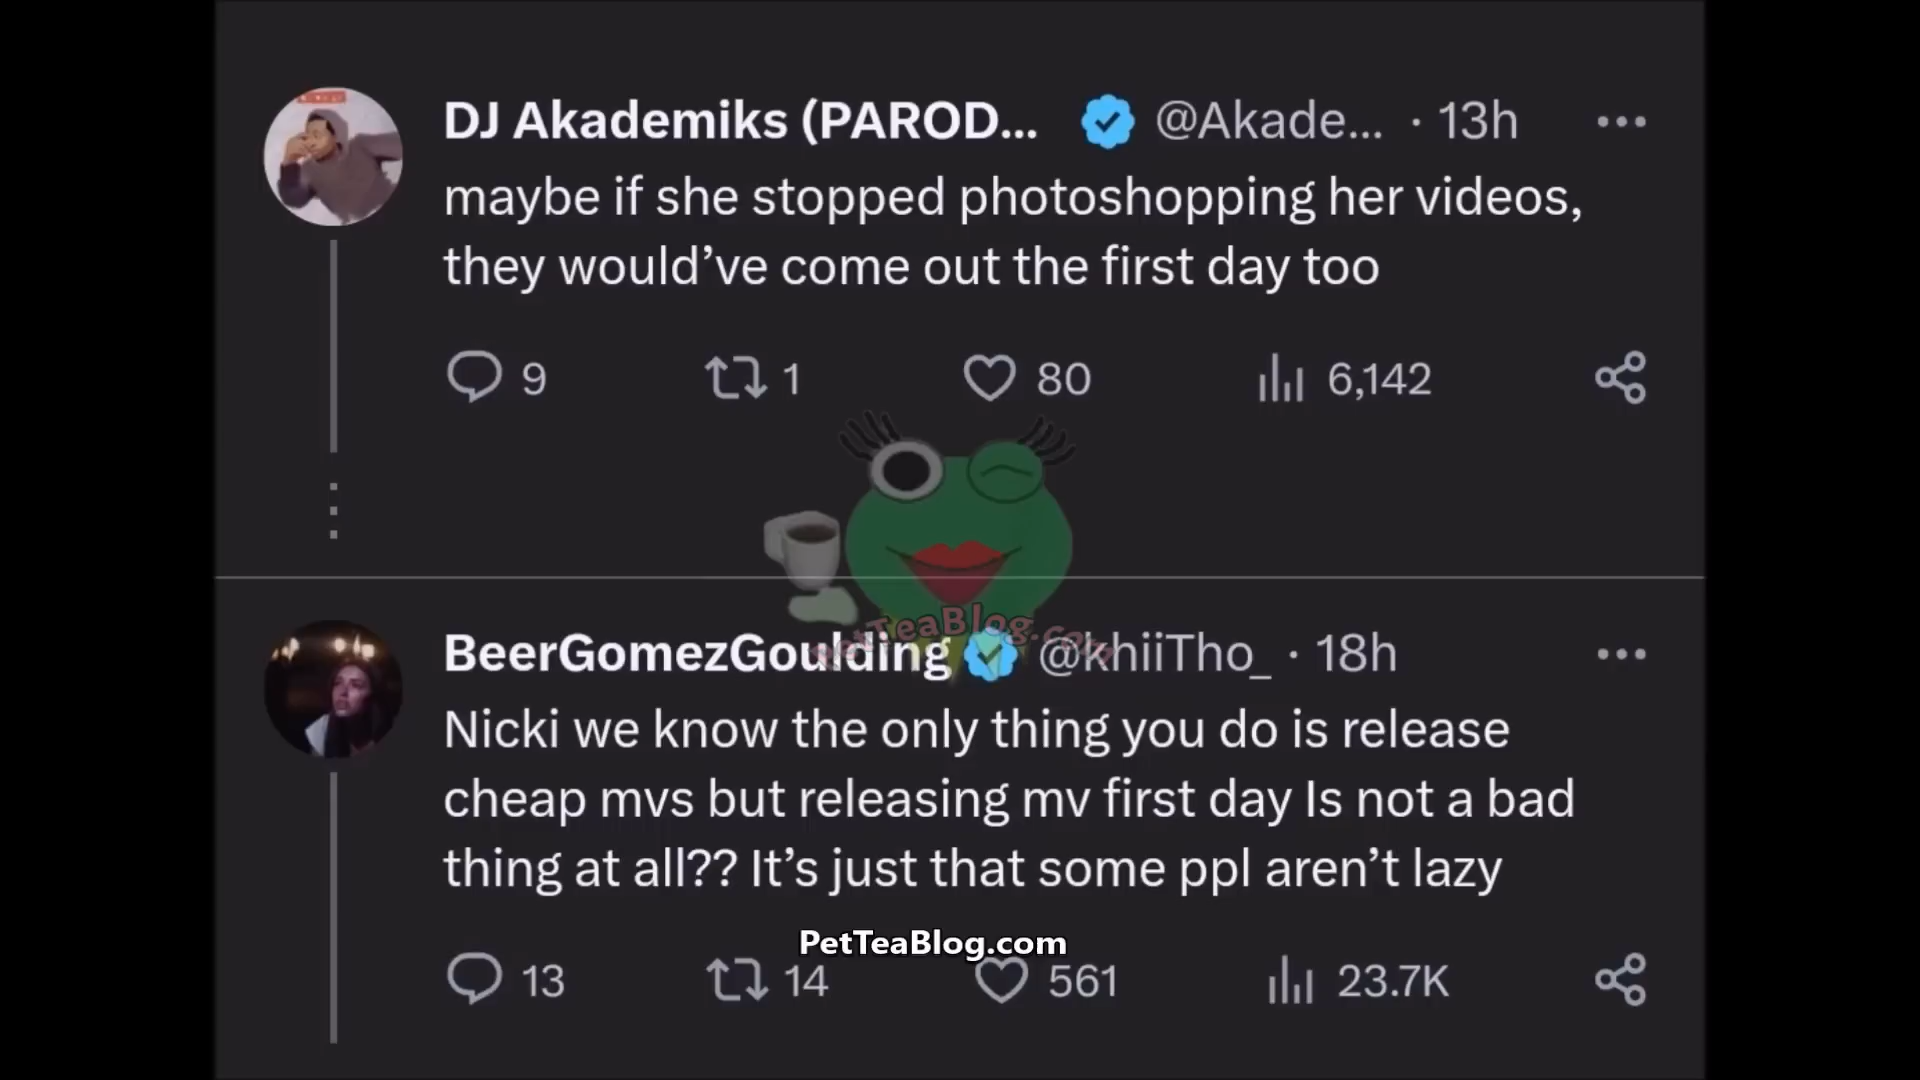 DJ Akademiks (PAROD... @Akade... · 13h
maybe if she stopped photoshopping her videos,
they would’ve come out the first day too
9 1 80 6,142
PetTeaBlog.com
BeerGomezGoulding @khiiTho_ · 18h
Nicki we know the only thing you do is release
cheap mvs but releasing mv first day Is not a bad
thing at all?? It’s just that some ppl aren’t lazy
PetTeaBlog.com
13 14 561 23.7K